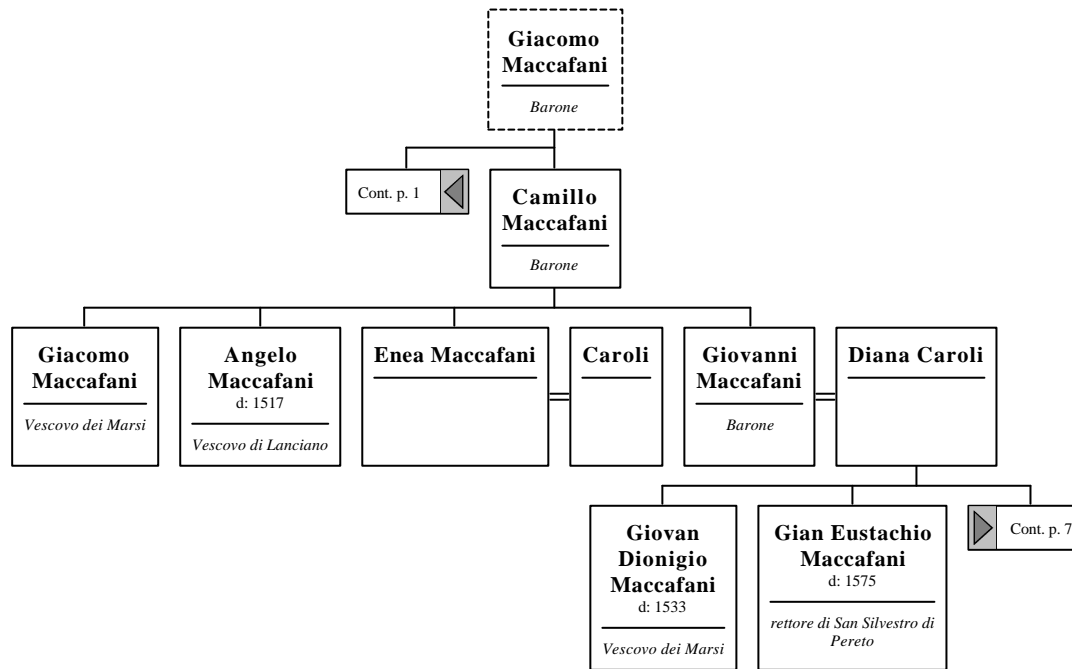 Giacomo
Maccafani
Barone
Cont. p. 1
Camillo
Maccafani
Barone
Giacomo
Maccafani
Vescovo dei Marsi
Angelo
Maccafani
d: 1517
Vescovo di Lanciano
Enea Maccafani
Caroli
Giovanni
Maccafani
Barone
Diana Caroli
Giovan
Dionigio
Maccafani
d: 1533
Vescovo dei Marsi
Gian Eustachio
Maccafani
d: 1575
rettore di San Silvestro di
Pereto
Cont. p. 7